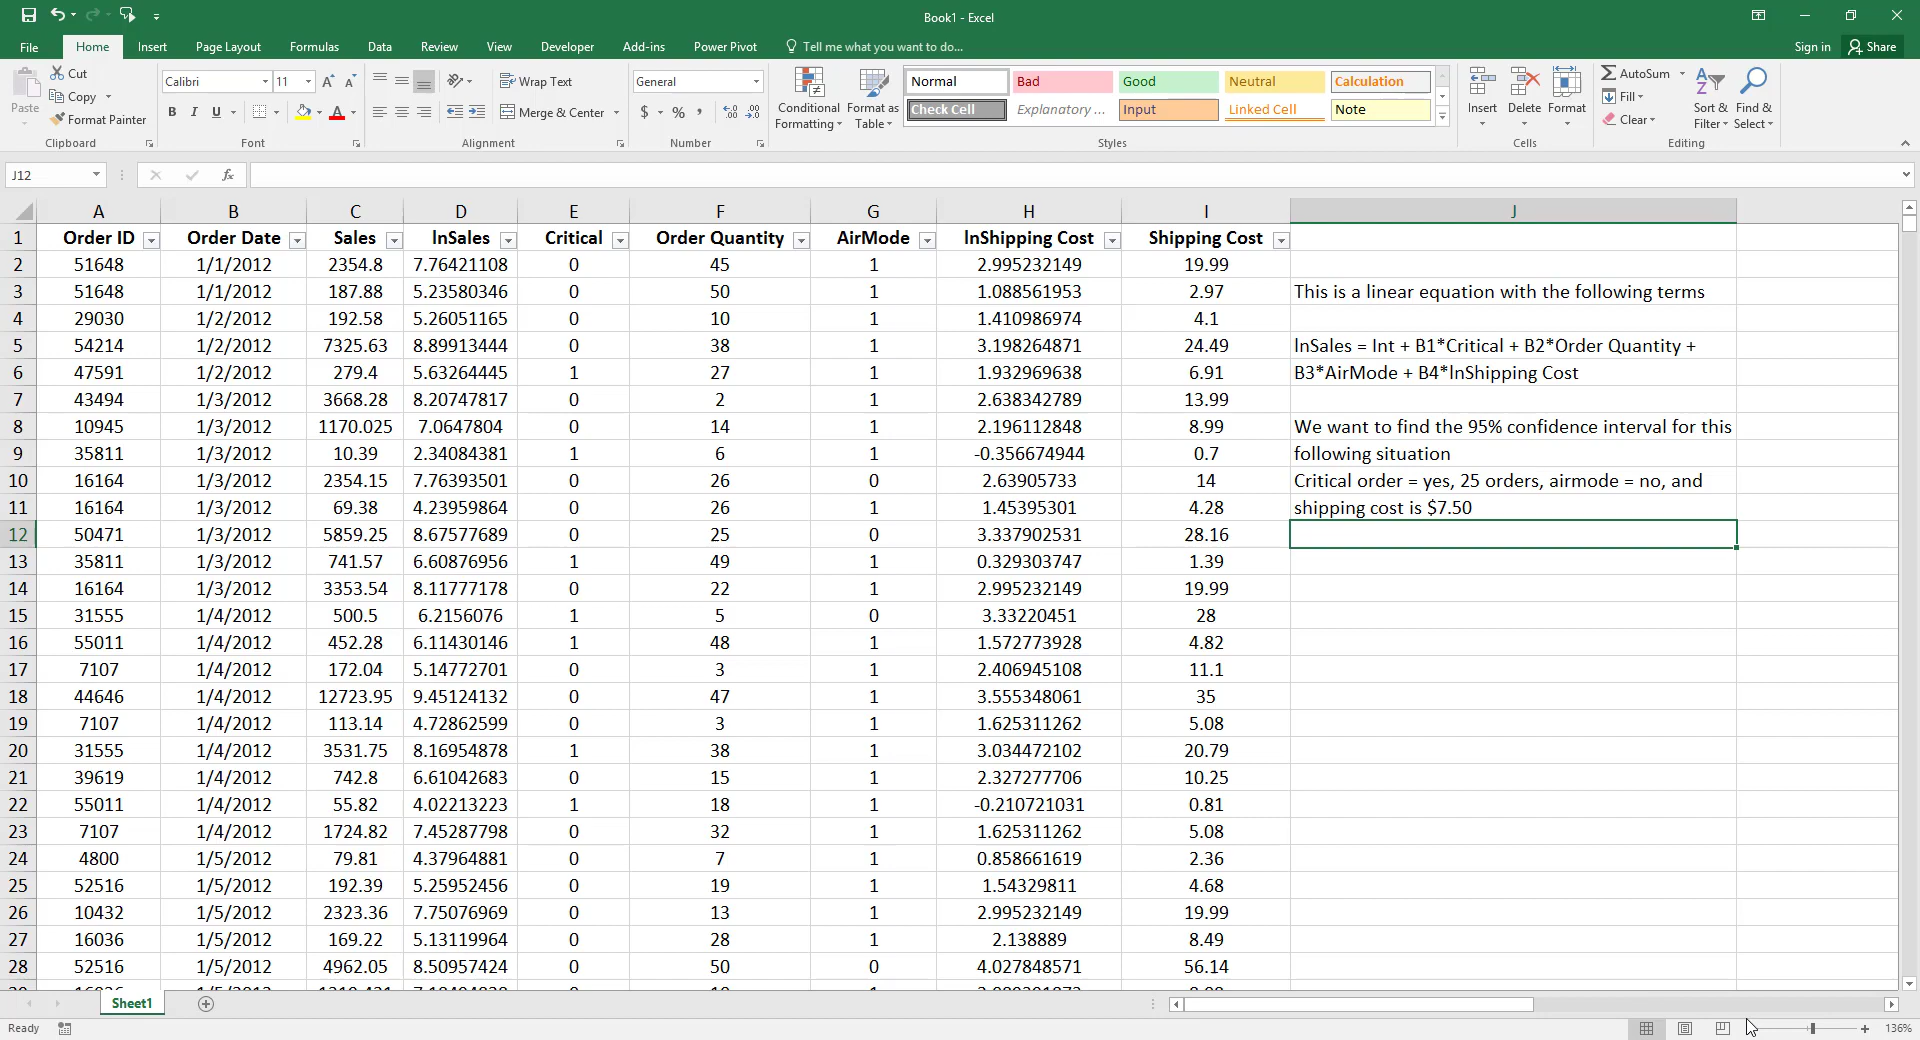 Book1 - Excel
File Home Insert Page Layout Formulas Data Review View Developer Add-ins Power Pivot Tell me what you want to do... Sign in Share
Paste
Cut
Copy
Format Painter
Clipboard
Calibri 11
B I U
Font
Wrap Text
Merge & Center
Alignment
General
$ % ,
Number
Conditional Formatting
Format as Table
Normal Bad Good Neutral Calculation
Check Cell Explanatory ... Input Linked Cell Note
Styles
Insert Delete Format
Cells
AutoSum
Fill
Clear
Sort & Filter
Find & Select
Editing
J12 fx
A B C D E F G H I J
1 Order ID Order Date Sales lnSales Critical Order Quantity AirMode lnShipping Cost Shipping Cost
2 51648 1/1/2012 2354.8 7.76421108 0 45 1 2.995232149 19.99
3 51648 1/1/2012 187.88 5.23580346 0 50 1 1.088561953 2.97 This is a linear equation with the following terms
4 29030 1/2/2012 192.58 5.26051165 0 10 1 1.410986974 4.1
5 54214 1/2/2012 7325.63 8.89913444 0 38 1 3.198264871 24.49 lnSales = Int + B1*Critical + B2*Order Quantity +
6 47591 1/2/2012 279.4 5.63264445 1 27 1 1.932969638 6.91 B3*AirMode + B4*lnShipping Cost
7 43494 1/3/2012 3668.28 8.20747817 0 2 1 2.638342789 13.99
8 10945 1/3/2012 1170.025 7.0647804 0 14 1 2.196112848 8.99 We want to find the 95% confidence interval for this
9 35811 1/3/2012 10.39 2.34084381 1 6 1 -0.356674944 0.7 following situation
10 16164 1/3/2012 2354.15 7.76393501 0 26 0 2.63905733 14 Critical order = yes, 25 orders, airmode = no, and
11 16164 1/3/2012 69.38 4.23959864 0 26 1 1.45395301 4.28 shipping cost is $7.50
12 50471 1/3/2012 5859.25 8.67577689 0 25 0 3.337902531 28.16
13 35811 1/3/2012 741.57 6.60876956 1 49 1 0.329303747 1.39
14 16164 1/3/2012 3353.54 8.11777178 0 22 1 2.995232149 19.99
15 31555 1/4/2012 500.5 6.2156076 1 5 0 3.33220451 28
16 55011 1/4/2012 452.28 6.11430146 1 48 1 1.572773928 4.82
17 7107 1/4/2012 172.04 5.14772701 0 3 1 2.406945108 11.1
18 44646 1/4/2012 12723.95 9.45124132 0 47 1 3.555348061 35
19 7107 1/4/2012 113.14 4.72862599 0 3 1 1.625311262 5.08
20 31555 1/4/2012 3531.75 8.16954878 1 38 1 3.034472102 20.79
21 39619 1/4/2012 742.8 6.61042683 0 15 1 2.327277706 10.25
22 55011 1/4/2012 55.82 4.02213223 1 18 1 -0.210721031 0.81
23 7107 1/4/2012 1724.82 7.45287798 0 32 1 1.625311262 5.08
24 4800 1/5/2012 79.81 4.37964881 0 7 1 0.858661619 2.36
25 52516 1/5/2012 192.39 5.25952456 0 19 1 1.54329811 4.68
26 10432 1/5/2012 2323.36 7.75076969 0 13 1 2.995232149 19.99
27 16036 1/5/2012 169.22 5.13119964 0 28 1 2.138889 8.49
28 52516 1/5/2012 4962.05 8.50957424 0 50 0 4.027848571 56.14
Sheet1
Ready 136%